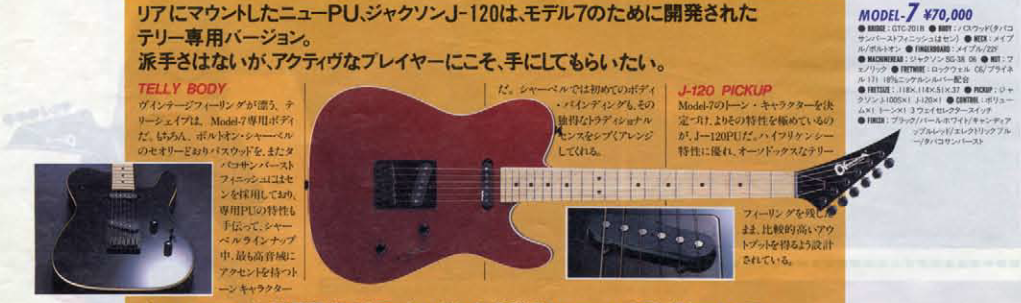 リアにマウントしたニューPU、ジャクソンJ-120は、モデル7のために開発された
テリー専用バージョン。
派手さはないが、アクティヴなプレイヤーにこそ、手にしてもらいたい。
TELLY BODY
ヴインテージフィーリングが漂う、テ
リーシェイプは、Model-7専用ボディ
だ。もちろん、ボルトオン・シャーベル
のセオリーどおりバスウッドを、またタ
バコサンバースト
フィニッシュにはセ
ンを採用しており、
専用PUの特性も
手伝って、シャー
ベルラインナップ
中、最も高音域に
アクセントを持つト
ーンキャラクター
だ。シャーベルでは初めてのボディ
・バインディングも、その
独得なトラディショナル
センスをシブくアレンジ
してくれる。
J-120 PICKUP
Model-7のトーン・キャラクターを決
定づけ、よりその特性を極めているの
が、J-120PUだ。ハイフリケンシー
特性に優れ、オーソドックスなテリー
フィーリングを残した
まま、比較的高いアウ
トプットを得るよう設計
されている。
MODEL-7 ¥70,000
● BRIDGE：GTC-201R ● BODY：バスウッド(タバコ
サンバーストフィニッシュはセン) ● NECK：メイプ
ル/ボルトオン ● FINGERBOARD：メイプル/22F
● MACHINEHEAD：ジャクソン SG-38 06 ● NUT：フ
ェノリック ● FRETWIRE：ロックウェル C6/ブライネ
ル 171 18%ニッケルシルバー配合
● FRETSIZE：.118×.114×.51×.37 ● PICKUP：ジャ
クソン J-100S×1 J-120×1 ● CONTROL：ボリュー
ム×1 トーン×1 3ウェイセレクタースイッチ
● FINISH：ブラック/パールホワイト/キャンディア
ップルレッド/エレクトリックブル
ー/タバコサンバースト